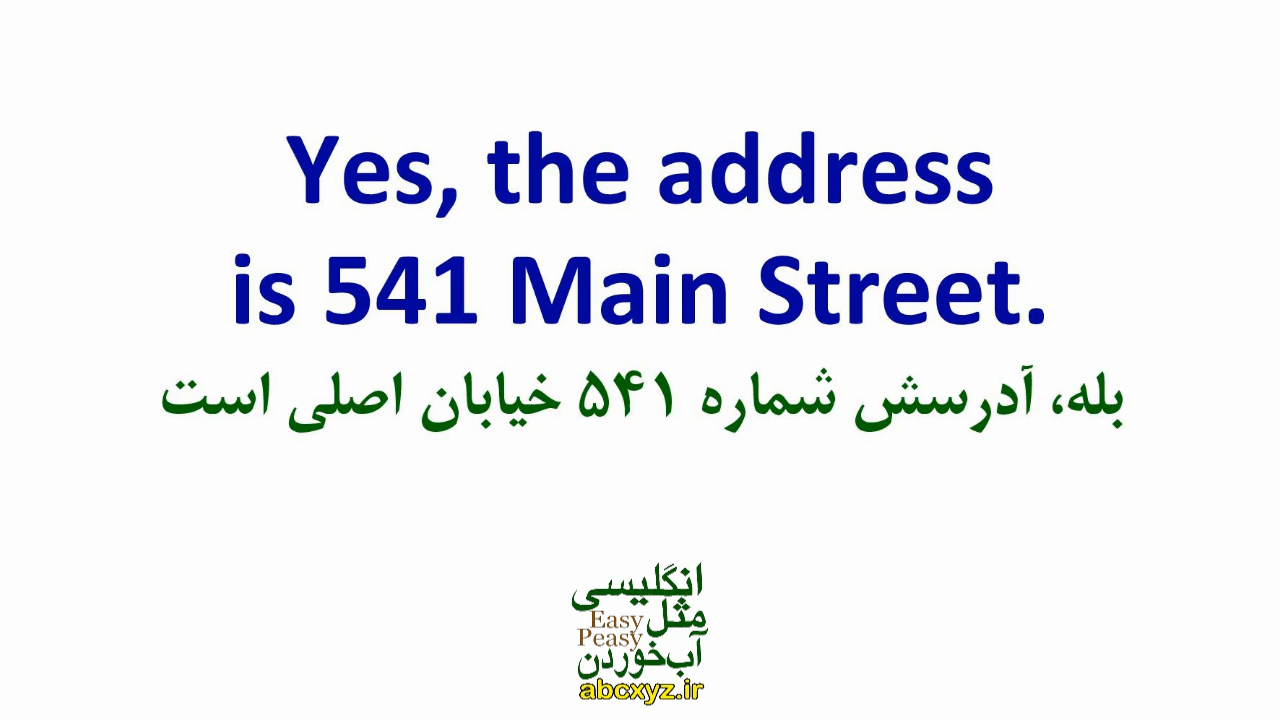 Yes, the address
is 541 Main Street.
بله، آدرسش شماره ۵۴۱ خیابان اصلی است
انگلیسی
مثل
Easy
Peasy
آب‌خوردن
abcxyz.ir